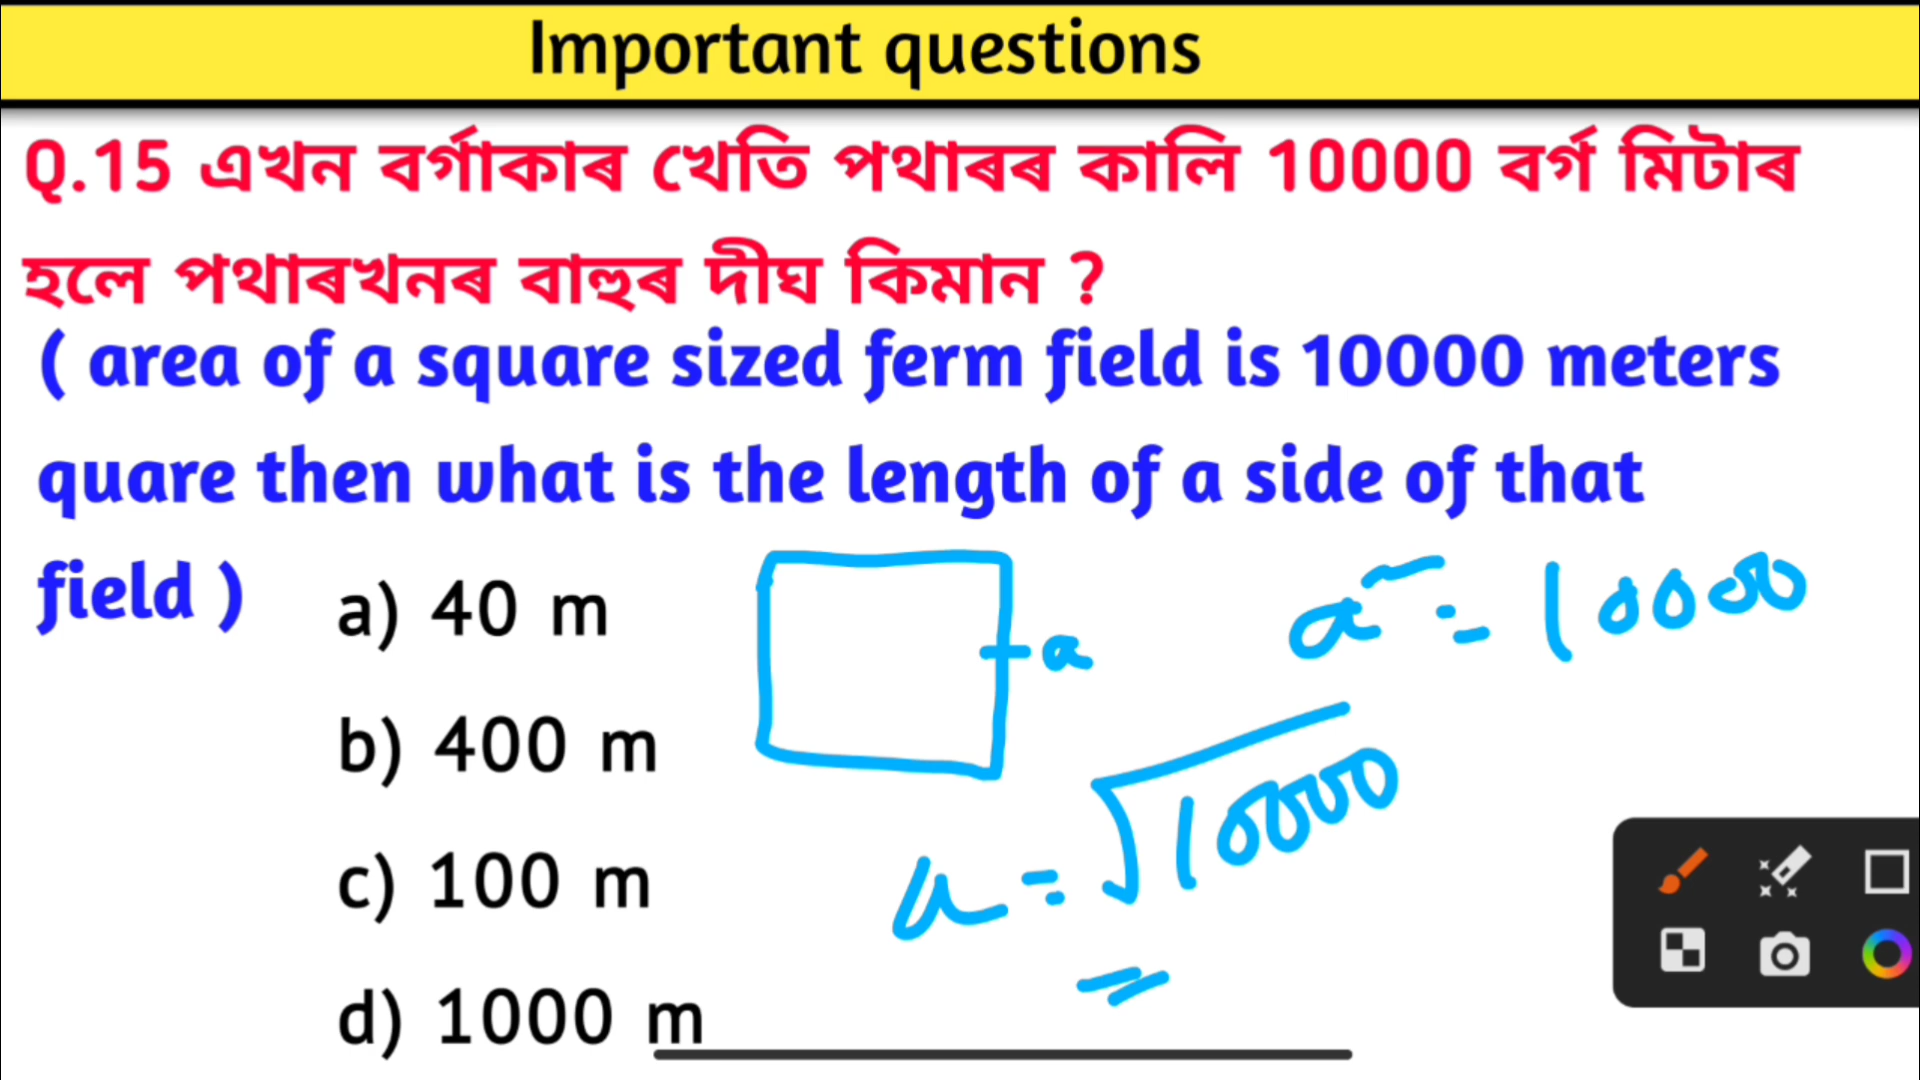 Important questions
Q.15 এখন বৰ্গাকাৰ খেতি পথাৰৰ কালি 10000 বৰ্গ মিটাৰ
হলে পথাৰখনৰ বাহুৰ দীঘ কিমান ?
( area of a square sized ferm field is 10000 meters
quare then what is the length of a side of that
field )
a) 40 m
b) 400 m
c) 100 m
d) 1000 m
a
a² = 10000
a = √10000
=